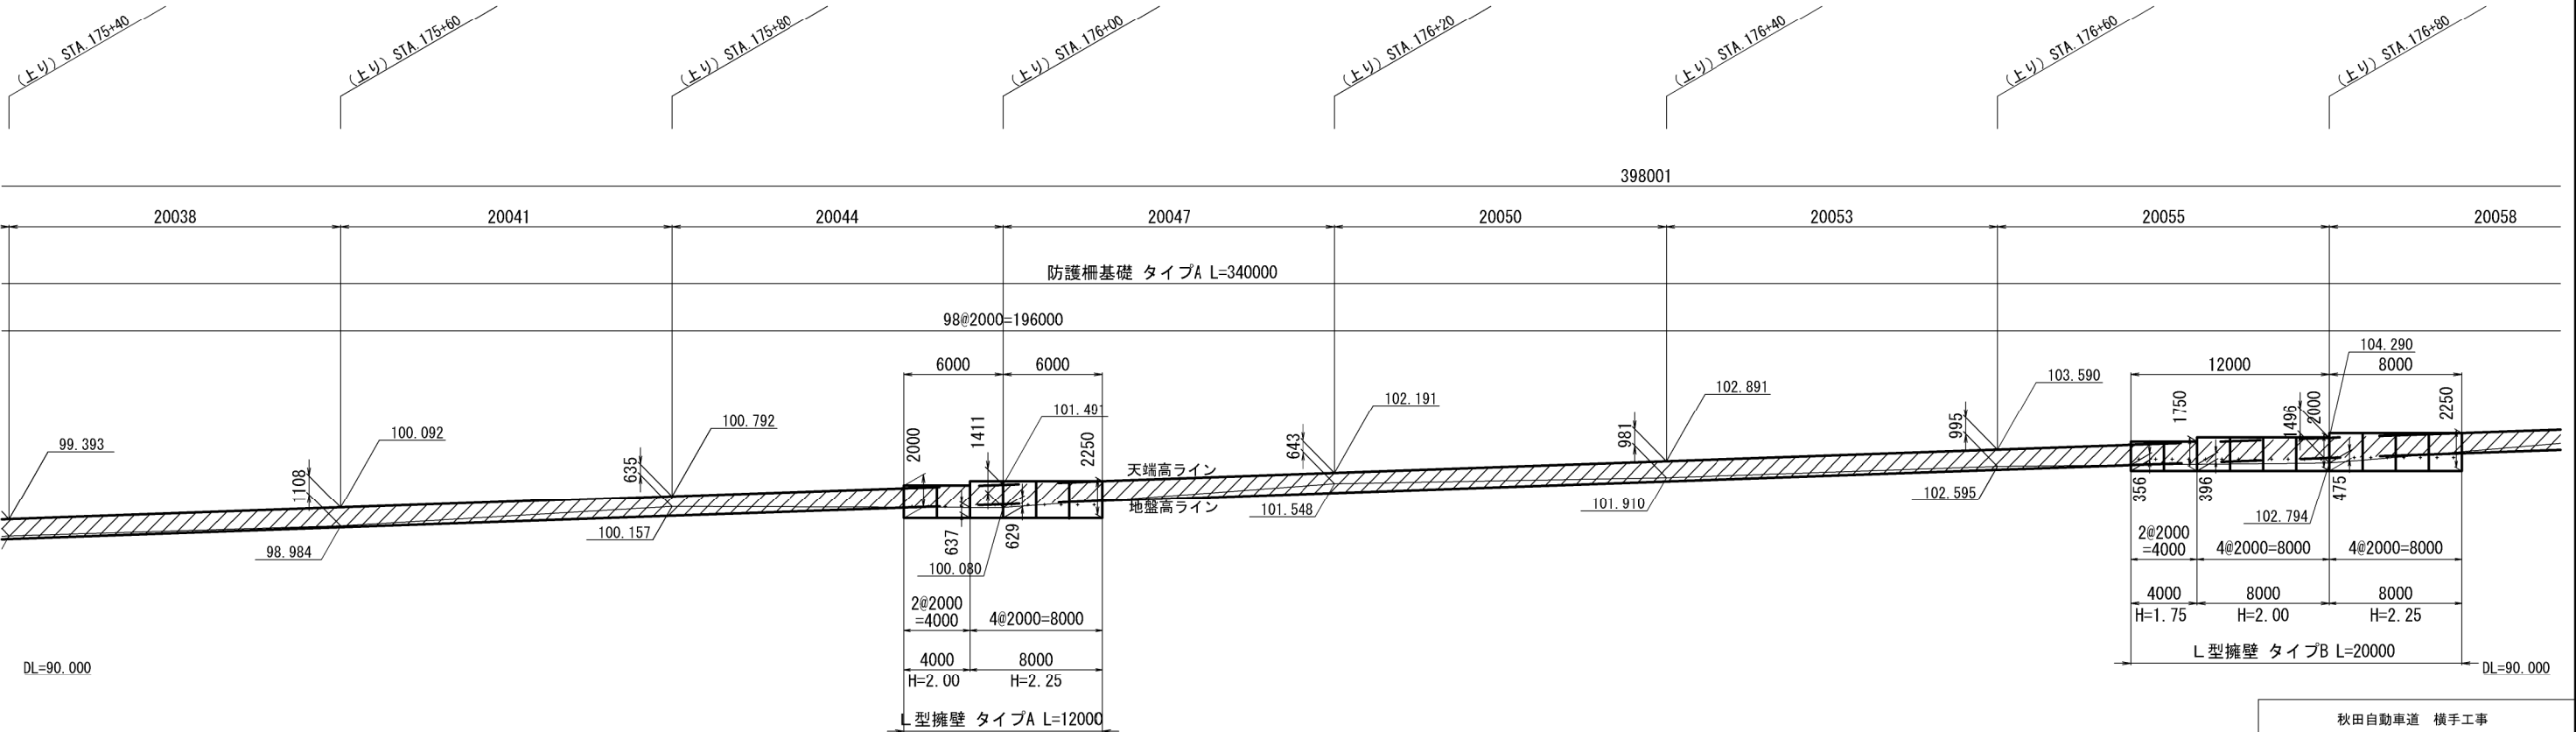 (上り) STA.175+40
(上り) STA.175+60
(上り) STA.175+80
(上り) STA.176+00
(上り) STA.176+20
(上り) STA.176+40
(上り) STA.176+60
(上り) STA.176+80
398001
20038
20041
20044
20047
20050
20053
20055
20058
防護柵基礎 タイプA L=340000
98@2000=196000
6000
6000
12000
8000
99.393
100.092
100.792
101.491
102.191
102.891
103.590
104.290
1108
635
2000
1411
2250
643
981
995
1750
1496
2000
2250
天端高ライン
地盤高ライン
98.984
100.157
637
629
100.080
101.548
101.910
102.595
356
396
475
102.794
2@2000
=4000
4@2000=8000
4000
8000
H=2.00
H=2.25
L型擁壁 タイプA L=12000
2@2000
=4000
4@2000=8000
4@2000=8000
4000
8000
8000
H=1.75
H=2.00
H=2.25
L型擁壁 タイプB L=20000
DL=90.000
DL=90.000
秋田自動車道 横手工事